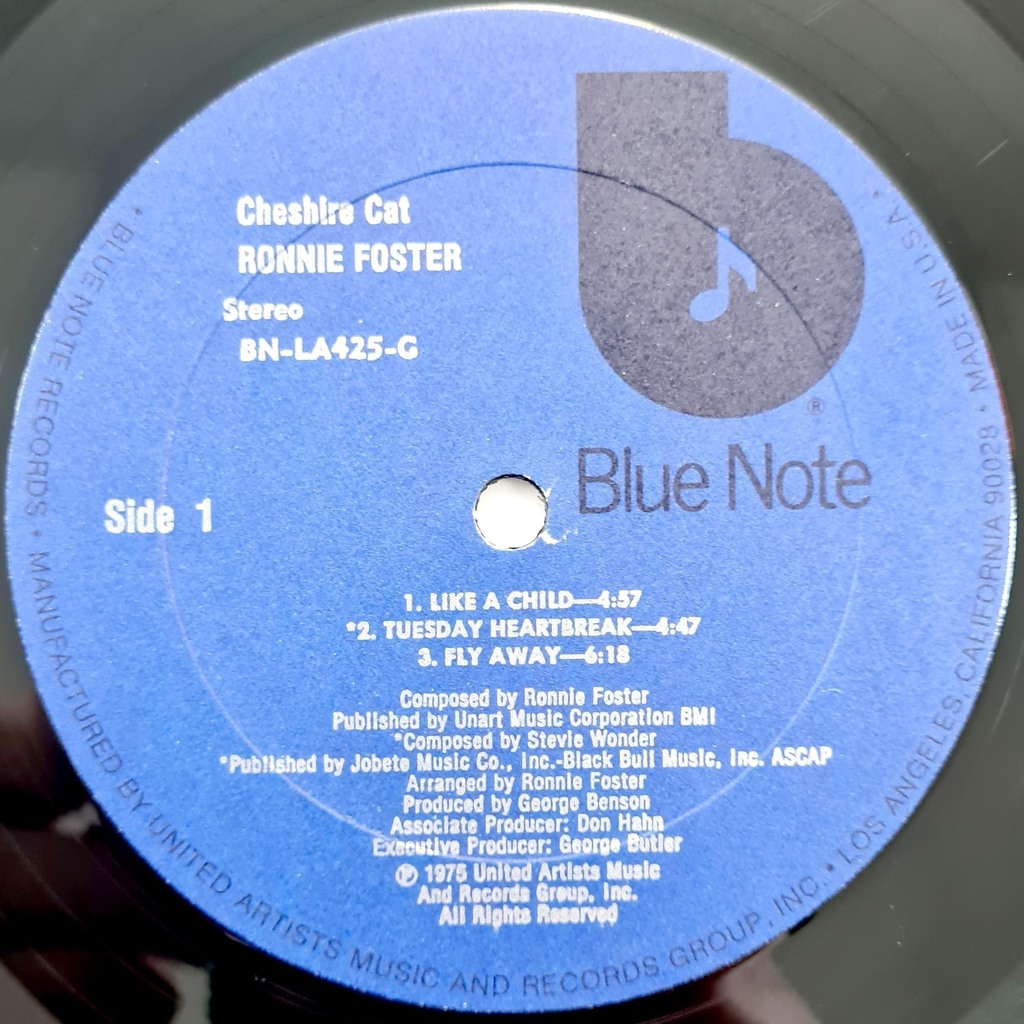 Cheshire Cat
RONNIE FOSTER
Stereo
BN-LA425-G
®
Blue Note
Side 1
1. LIKE A CHILD—4:57
*2. TUESDAY HEARTBREAK—4:47
3. FLY AWAY—6:18
Composed by Ronnie Foster
Published by Unart Music Corporation BMI
*Composed by Stevie Wonder
*Published by Jobete Music Co., Inc.-Black Bull Music, Inc. ASCAP
Arranged by Ronnie Foster
Produced by George Benson
Associate Producer: Don Hahn
Executive Producer: George Butler
℗ 1975 United Artists Music
And Records Group, Inc.
All Rights Reserved
• BLUE NOTE RECORDS • MANUFACTURED BY UNITED ARTISTS MUSIC AND RECORDS GROUP, INC. • LOS ANGELES, CALIFORNIA 90028 • MADE IN U.S.A. •